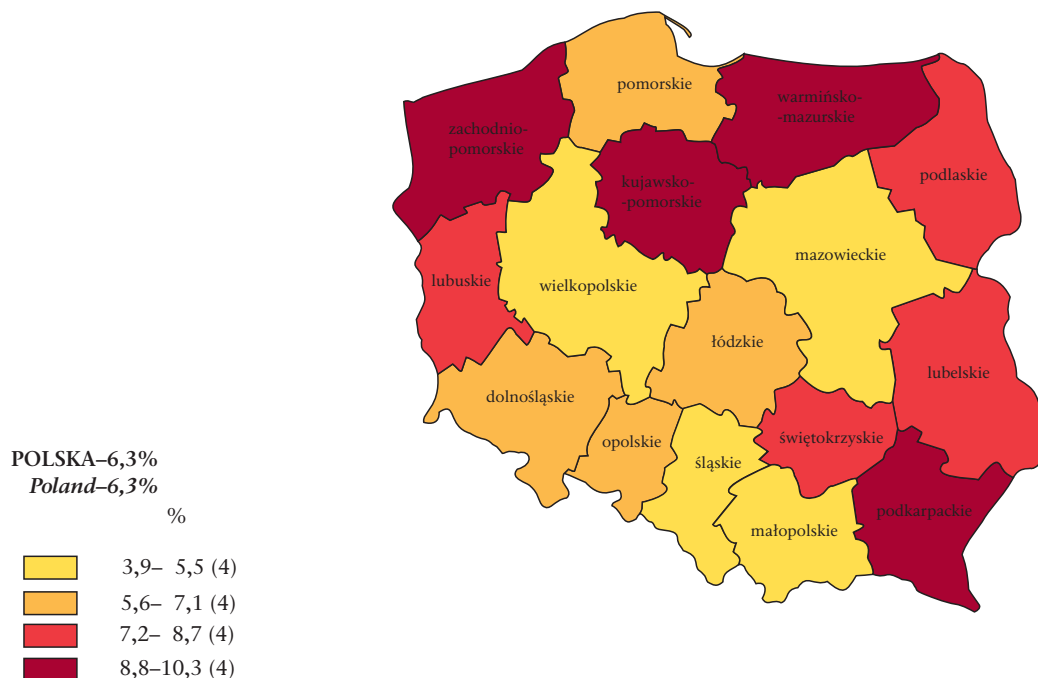 pomorskie
warmińsko-
-mazurskie
zachodnio-
pomorskie
podlaskie
kujawsko-
-pomorskie
mazowieckie
lubuskie
wielkopolskie
łódzkie
lubelskie
dolnośląskie
opolskie
świętokrzyskie
śląskie
podkarpackie
małopolskie
POLSKA–6,3%
Poland–6,3%
%
3,9– 5,5 (4)
5,6– 7,1 (4)
7,2– 8,7 (4)
8,8–10,3 (4)